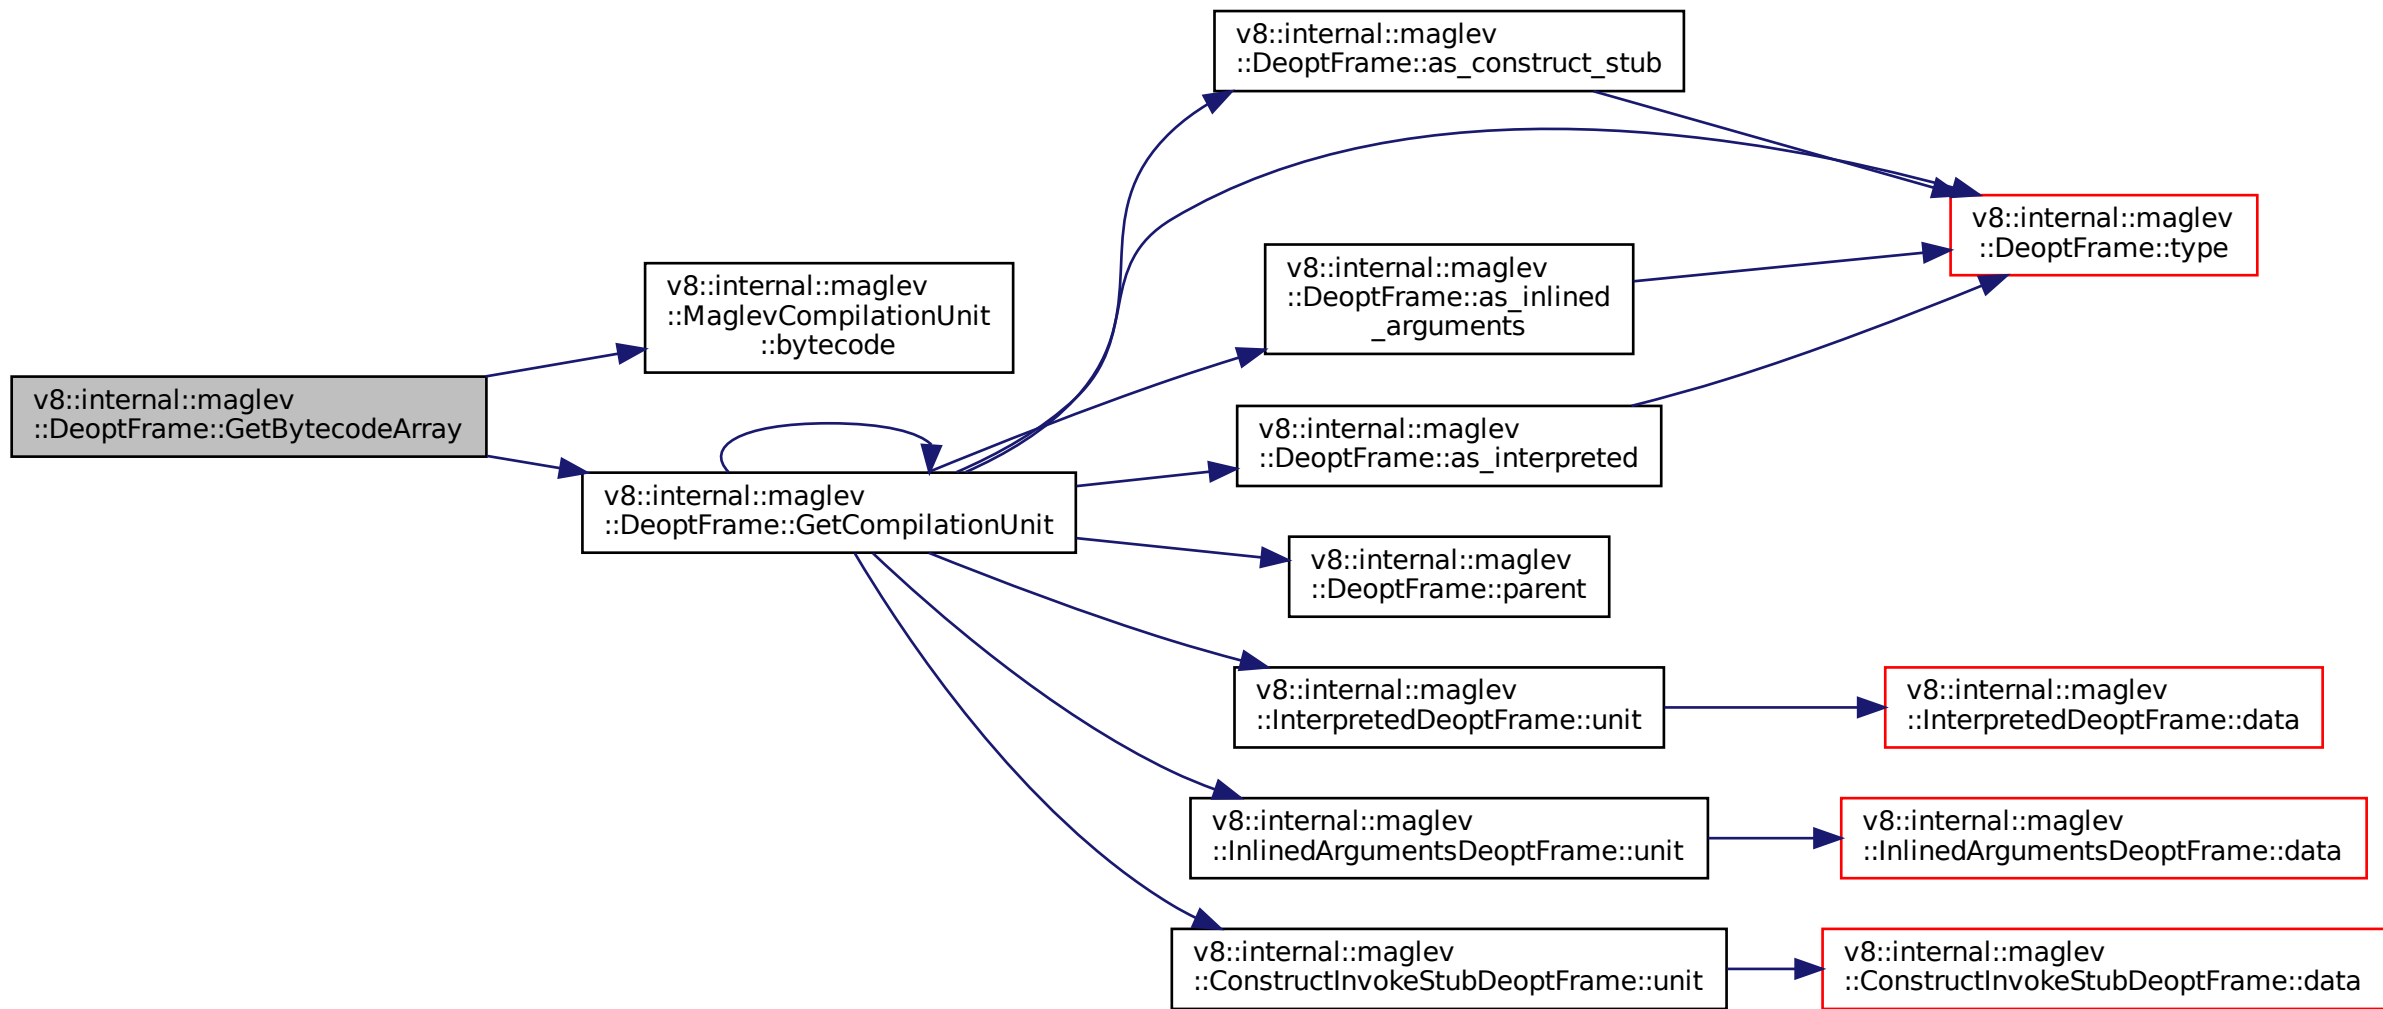 v8::internal::maglev
::DeoptFrame::GetBytecodeArray
v8::internal::maglev
::MaglevCompilationUnit
::bytecode
v8::internal::maglev
::DeoptFrame::GetCompilationUnit
v8::internal::maglev
::DeoptFrame::as_construct_stub
v8::internal::maglev
::DeoptFrame::type
v8::internal::maglev
::DeoptFrame::as_inlined
_arguments
v8::internal::maglev
::DeoptFrame::as_interpreted
v8::internal::maglev
::DeoptFrame::parent
v8::internal::maglev
::InterpretedDeoptFrame::unit
v8::internal::maglev
::InterpretedDeoptFrame::data
v8::internal::maglev
::InlinedArgumentsDeoptFrame::unit
v8::internal::maglev
::InlinedArgumentsDeoptFrame::data
v8::internal::maglev
::ConstructInvokeStubDeoptFrame::unit
v8::internal::maglev
::ConstructInvokeStubDeoptFrame::data